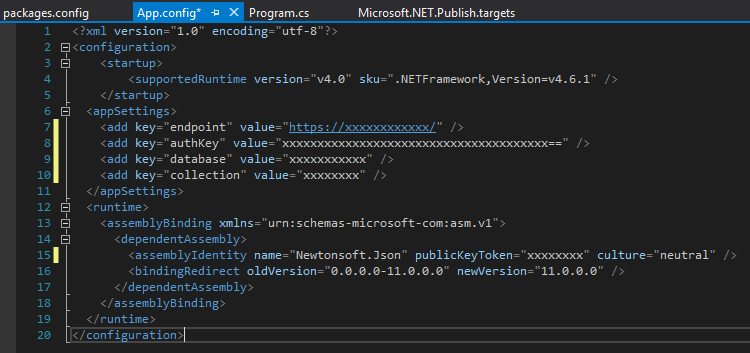 packages.config App.config* Program.cs Microsoft.NET.Publish.targets
1 <?xml version="1.0" encoding="utf-8"?>
2 <configuration>
3 <startup>
4 <supportedRuntime version="v4.0" sku=".NETFramework,Version=v4.6.1" />
5 </startup>
6 <appSettings>
7 <add key="endpoint" value="https://xxxxxxxxxxxx/" />
8 <add key="authKey" value="xxxxxxxxxxxxxxxxxxxxxxxxxxxxxxxxxxxxxx==" />
9 <add key="database" value="xxxxxxxxxxx" />
10 <add key="collection" value="xxxxxxxx" />
11 </appSettings>
12 <runtime>
13 <assemblyBinding xmlns="urn:schemas-microsoft-com:asm.v1">
14 <dependentAssembly>
15 <assemblyIdentity name="Newtonsoft.Json" publicKeyToken="xxxxxxxx" culture="neutral" />
16 <bindingRedirect oldVersion="0.0.0.0-11.0.0.0" newVersion="11.0.0.0" />
17 </dependentAssembly>
18 </assemblyBinding>
19 </runtime>
20 </configuration>